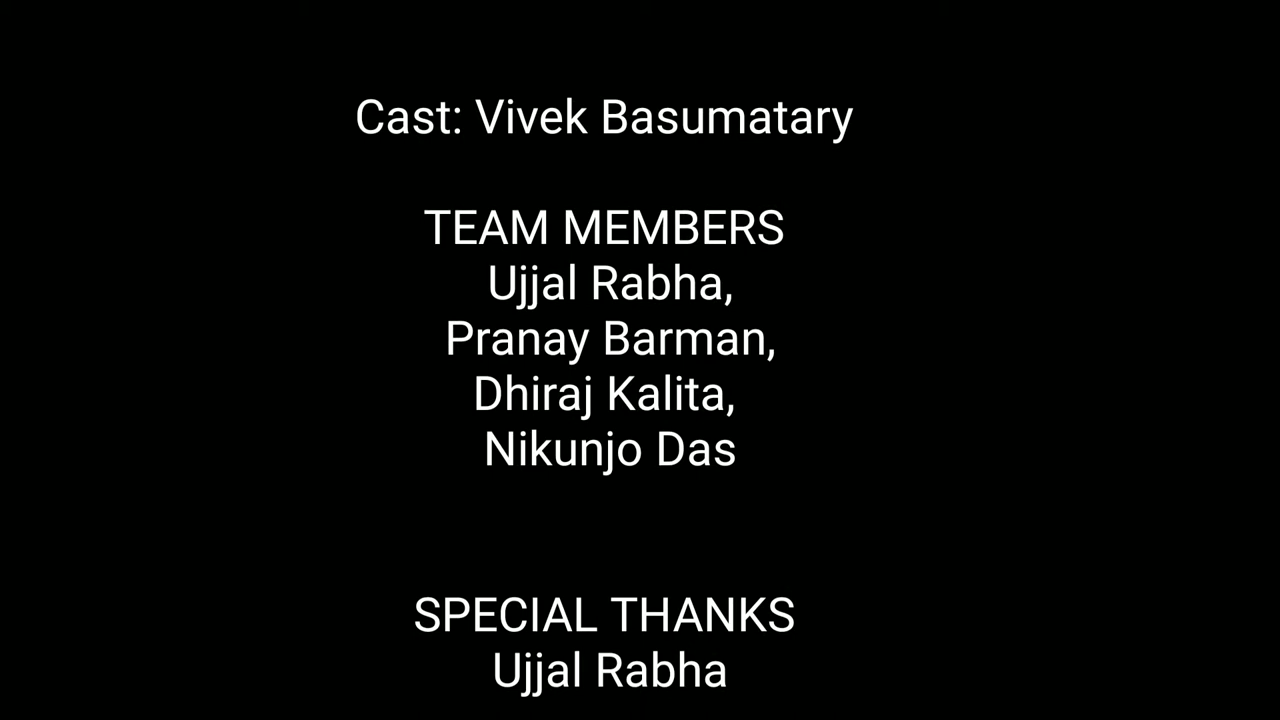 Cast: Vivek Basumatary
TEAM MEMBERS
Ujjal Rabha,
Pranay Barman,
Dhiraj Kalita,
Nikunjo Das
SPECIAL THANKS
Ujjal Rabha